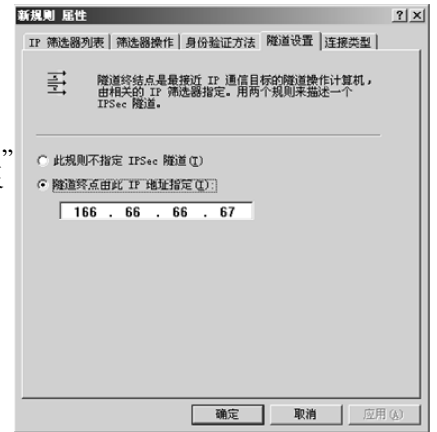 新规则 属性
? ×
IP 筛选器列表 筛选器操作 身份验证方法 隧道设置 连接类型
隧道终结点是最接近 IP 通信目标的隧道操作计算机，
由相关的 IP 筛选器指定。用两个规则来描述一个
IPSec 隧道。
”
此规则不指定 IPSec 隧道(T)
隧道终点由此 IP 地址指定(I):
166 . 66 . 66 . 67
确定 取消 应用(A)